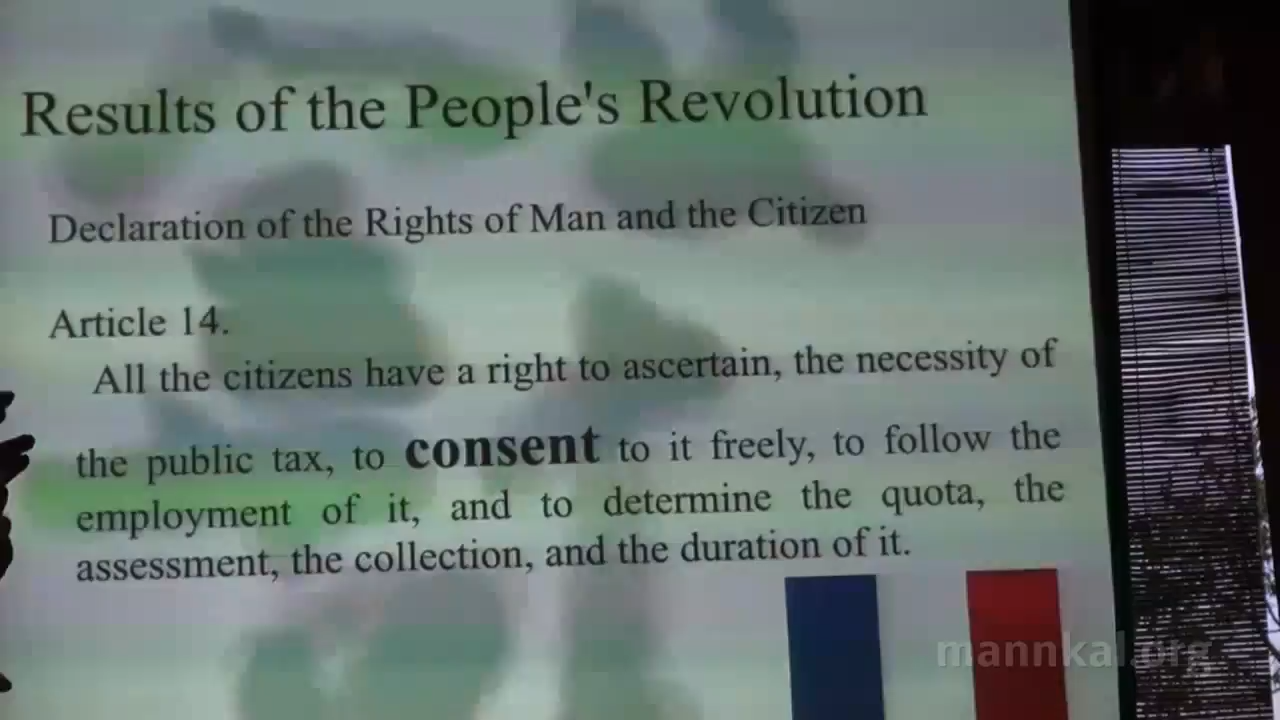 Results of the People's Revolution
Declaration of the Rights of Man and the Citizen
Article 14.
All the citizens have a right to ascertain, the necessity of
the public tax, to consent to it freely, to follow the
employment of it, and to determine the quota, the
assessment, the collection, and the duration of it.
mannkal.org